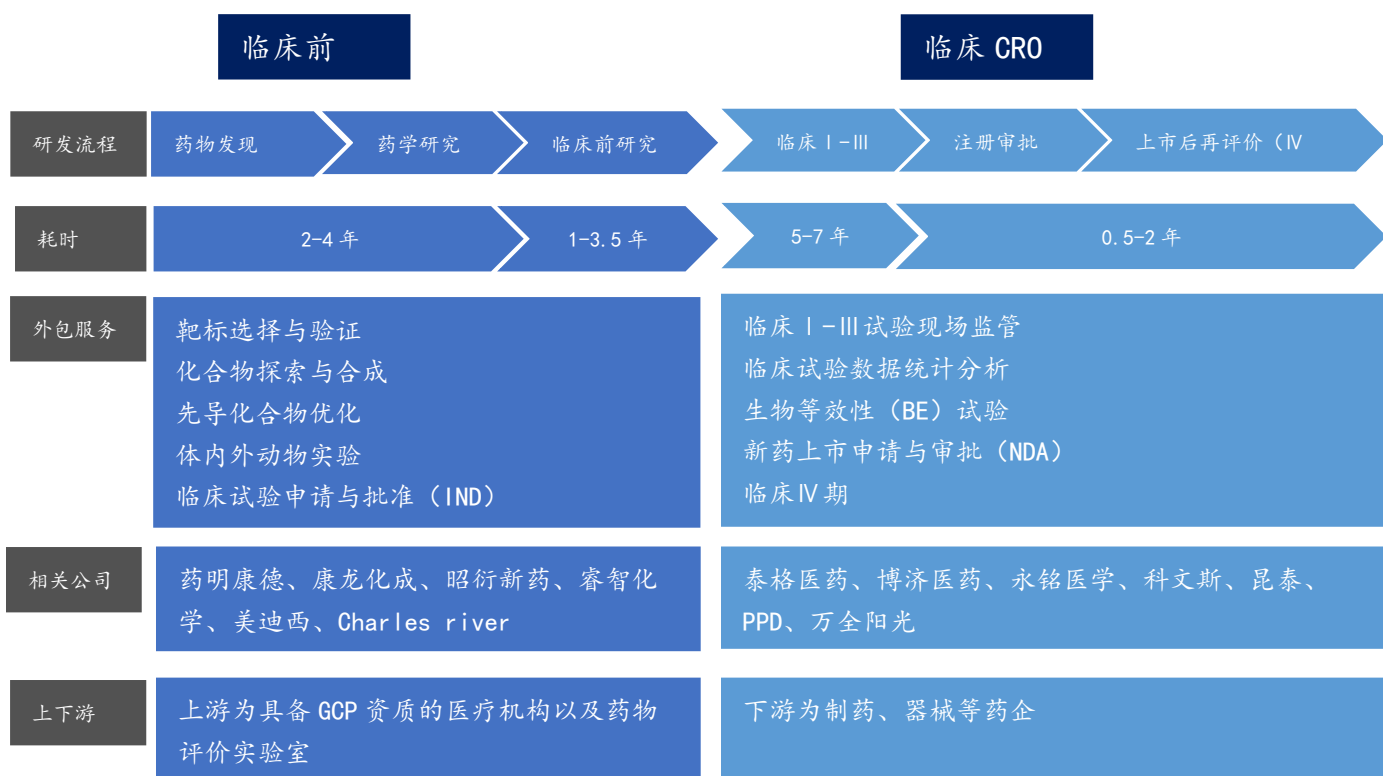 临床前
临床 CRO
研发流程
药物发现
药学研究
临床前研究
临床Ⅰ-Ⅲ
注册审批
上市后再评价（Ⅳ
耗时
2-4 年
1-3.5 年
5-7 年
0.5-2 年
外包服务
靶标选择与验证
化合物探索与合成
先导化合物优化
体内外动物实验
临床试验申请与批准（IND）
临床Ⅰ-Ⅲ试验现场监管
临床试验数据统计分析
生物等效性（BE）试验
新药上市申请与审批（NDA）
临床Ⅳ期
相关公司
药明康德、康龙化成、昭衍新药、睿智化
学、美迪西、Charles river
泰格医药、博济医药、永铭医学、科文斯、昆泰、
PPD、万全阳光
上下游
上游为具备 GCP 资质的医疗机构以及药物
评价实验室
下游为制药、器械等药企